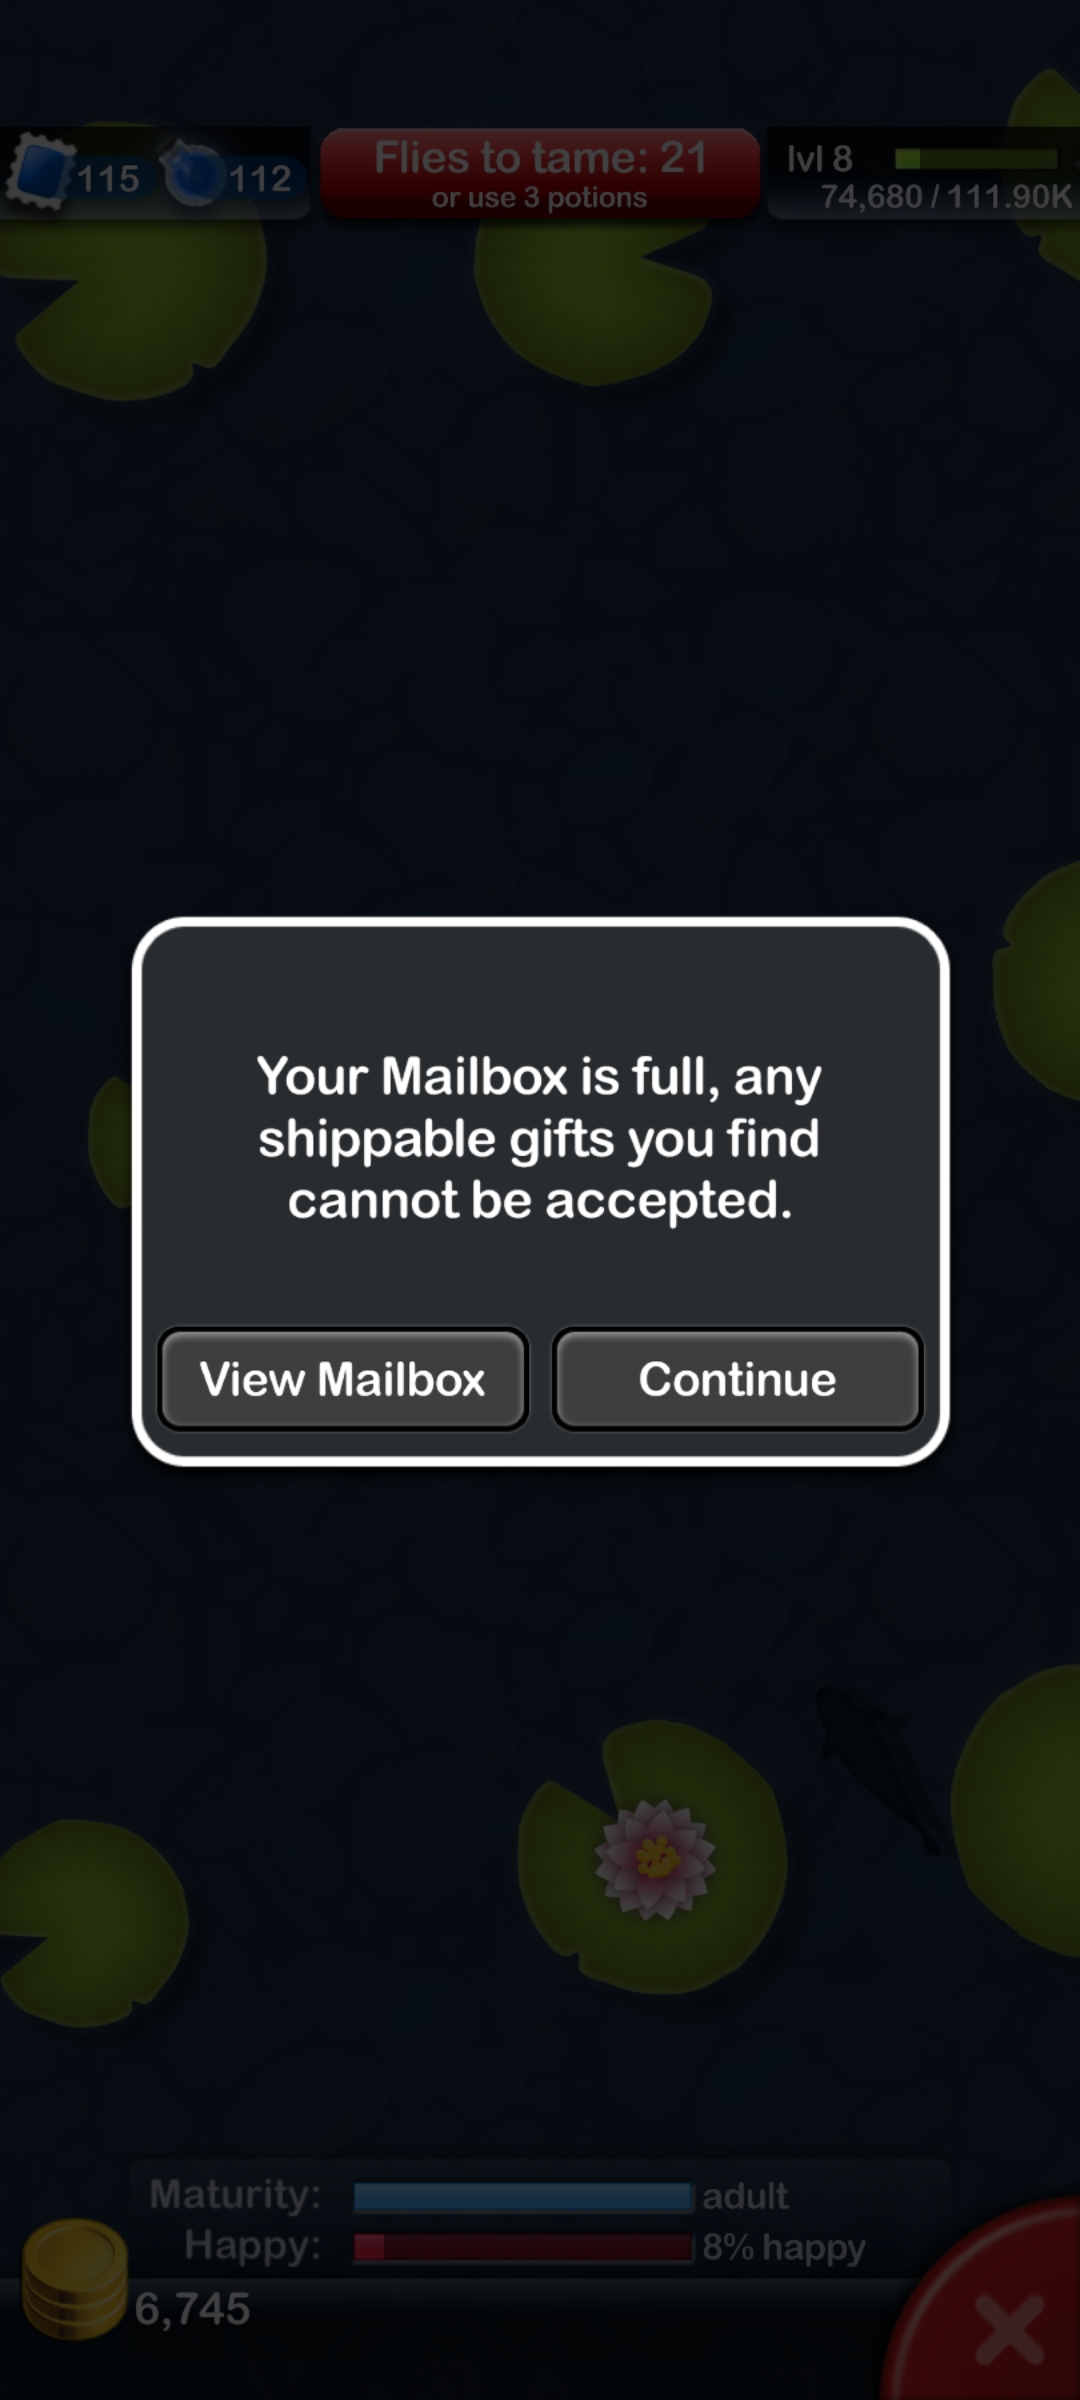 115
112
Flies to tame: 21
or use 3 potions
lvl 8
74,680 / 111.90K
Your Mailbox is full, any
shippable gifts you find
cannot be accepted.
View Mailbox
Continue
Maturity:
adult
Happy:
8% happy
6,745